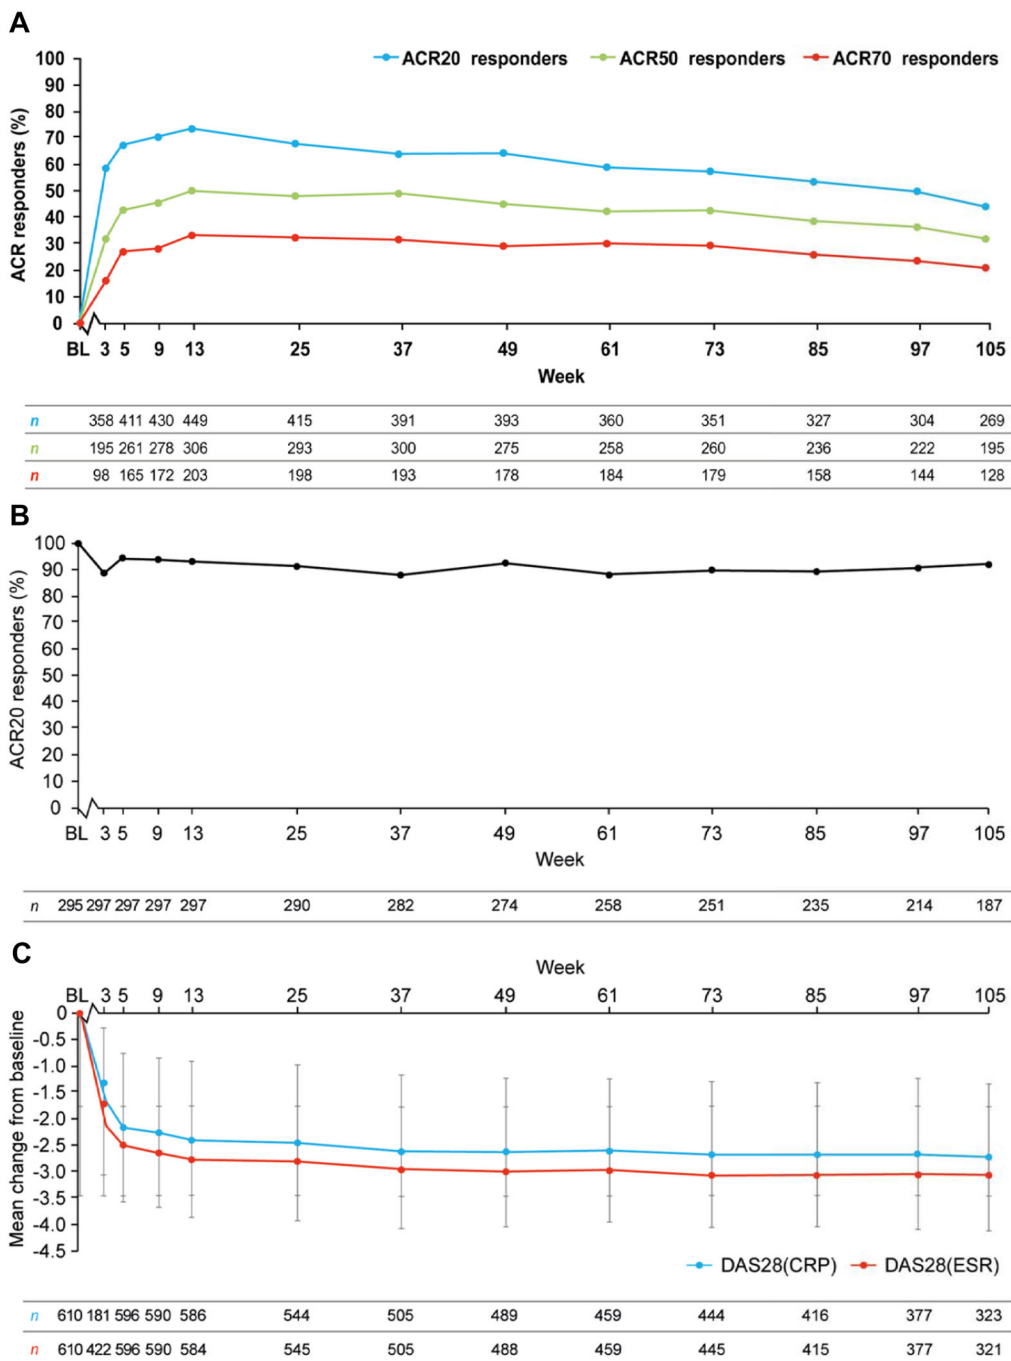 A
ACR20 responders ACR50 responders ACR70 responders
ACR responders (%)
100
90
80
70
60
50
40
30
20
10
0
BL 3 5 9 13 25 37 49 61 73 85 97 105
Week
n 358 411 430 449 415 391 393 360 351 327 304 269
n 195 261 278 306 293 300 275 258 260 236 222 195
n 98 165 172 203 198 193 178 184 179 158 144 128
B
ACR20 responders (%)
100
90
80
70
60
50
40
30
20
10
0
BL 3 5 9 13 25 37 49 61 73 85 97 105
Week
n 295 297 297 297 297 290 282 274 258 251 235 214 187
C
Week
BL 3 5 9 13 25 37 49 61 73 85 97 105
Mean change from baseline
0
-0.5
-1.0
-1.5
-2.0
-2.5
-3.0
-3.5
-4.0
-4.5
DAS28(CRP) DAS28(ESR)
n 610 181 596 590 586 544 505 489 459 444 416 377 323
n 610 422 596 590 584 545 505 488 459 445 415 377 321